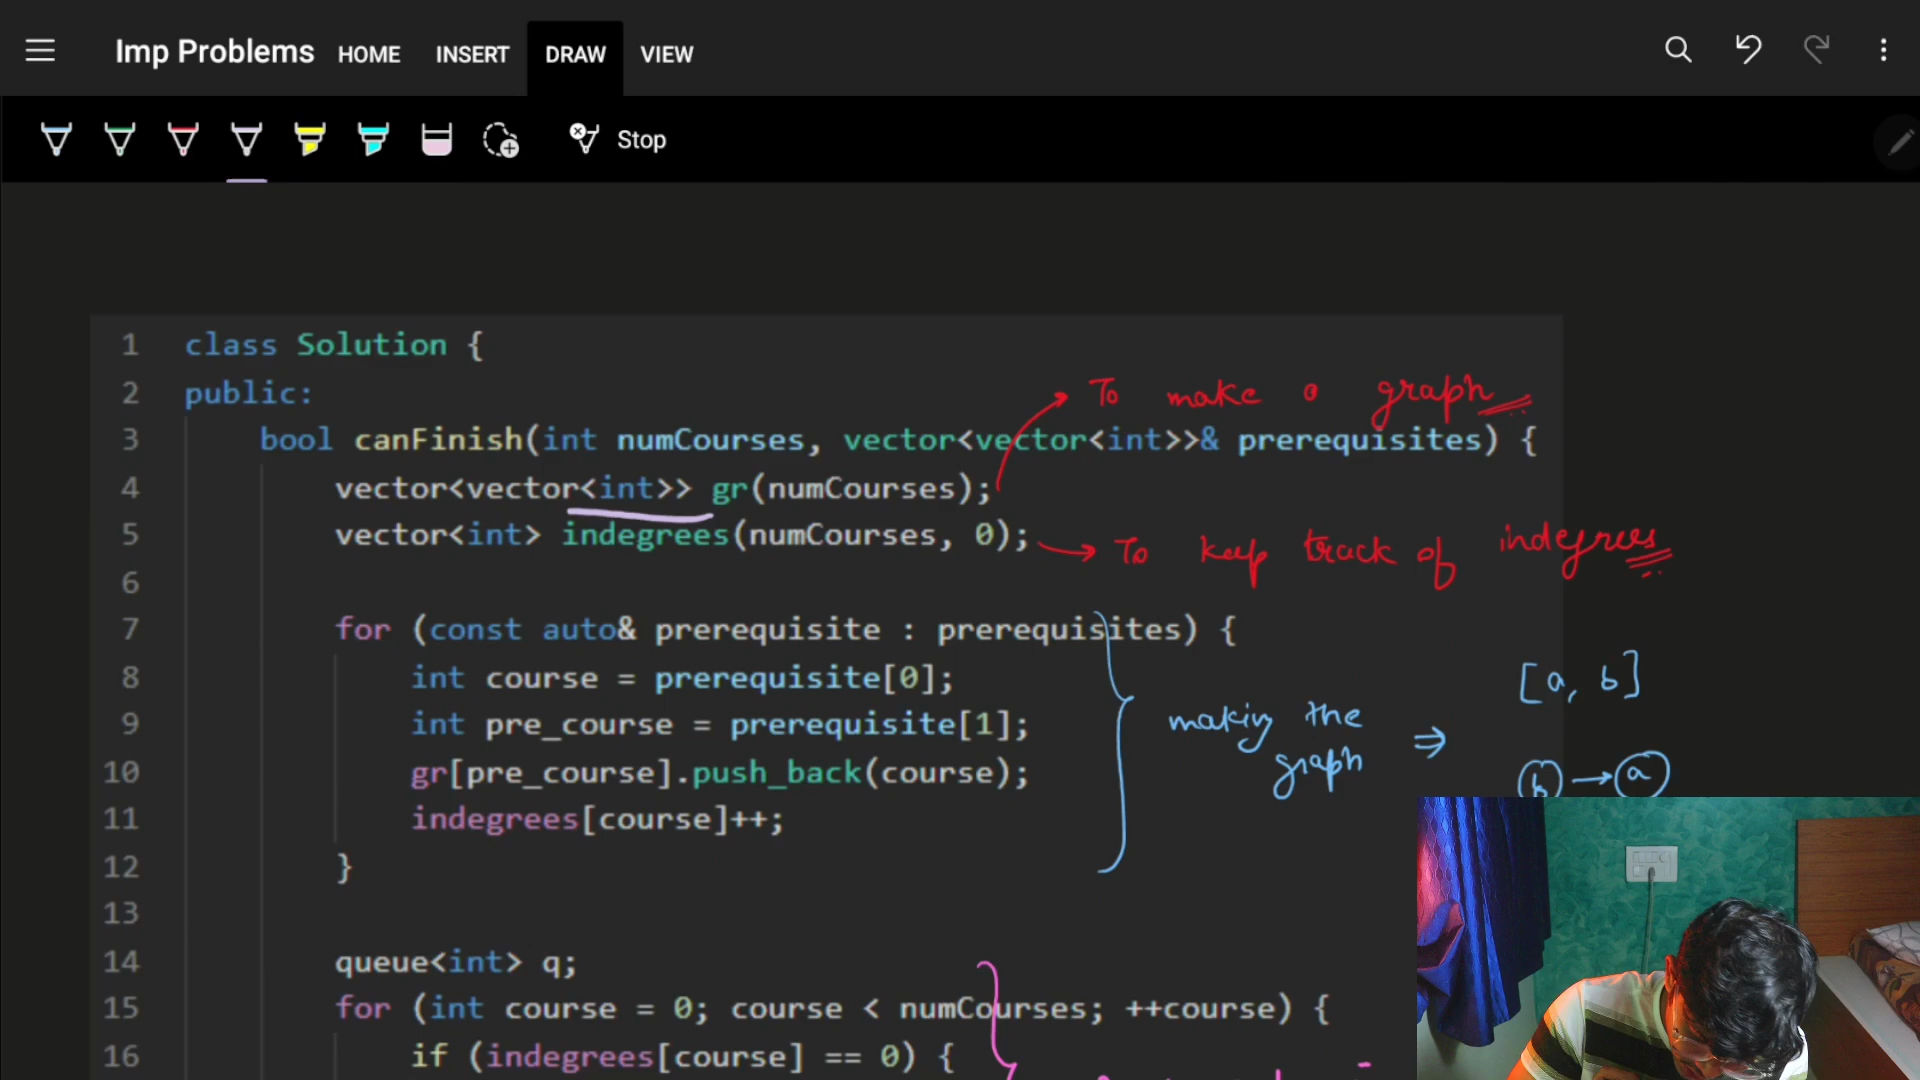 Imp Problems HOME INSERT DRAW VIEW
Stop
1 class Solution {
2 public:
To make a graph
3 bool canFinish(int numCourses, vector<vector<int>>& prerequisites) {
4 vector<vector<int>> gr(numCourses);
5 vector<int> indegrees(numCourses, 0);
To keep track of indegrees
6
7 for (const auto& prerequisite : prerequisites) {
8 int course = prerequisite[0];
[a, b]
9 int pre_course = prerequisite[1];
making the graph ⇒
10 gr[pre_course].push_back(course);
b → a
11 indegrees[course]++;
12 }
13
14 queue<int> q;
15 for (int course = 0; course < numCourses; ++course) {
16 if (indegrees[course] == 0) {